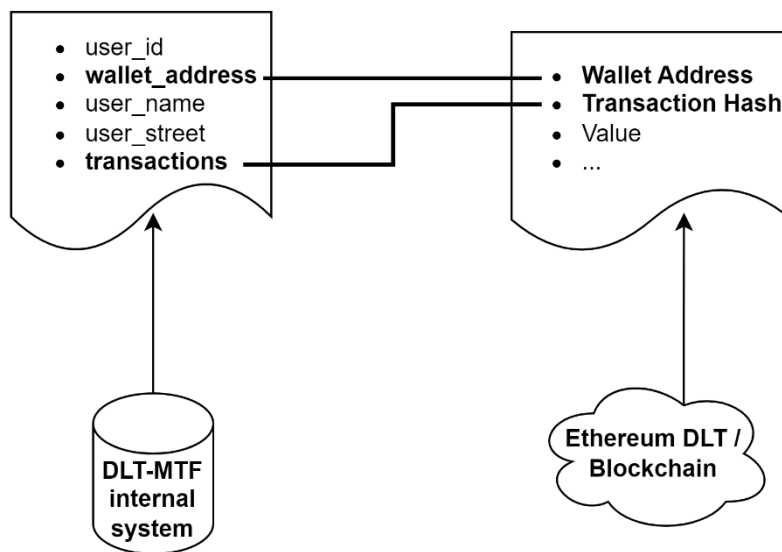 user_id
wallet_address
user_name
user_street
transactions
Wallet Address
Transaction Hash
Value
...
DLT-MTF
internal
system
Ethereum DLT /
Blockchain